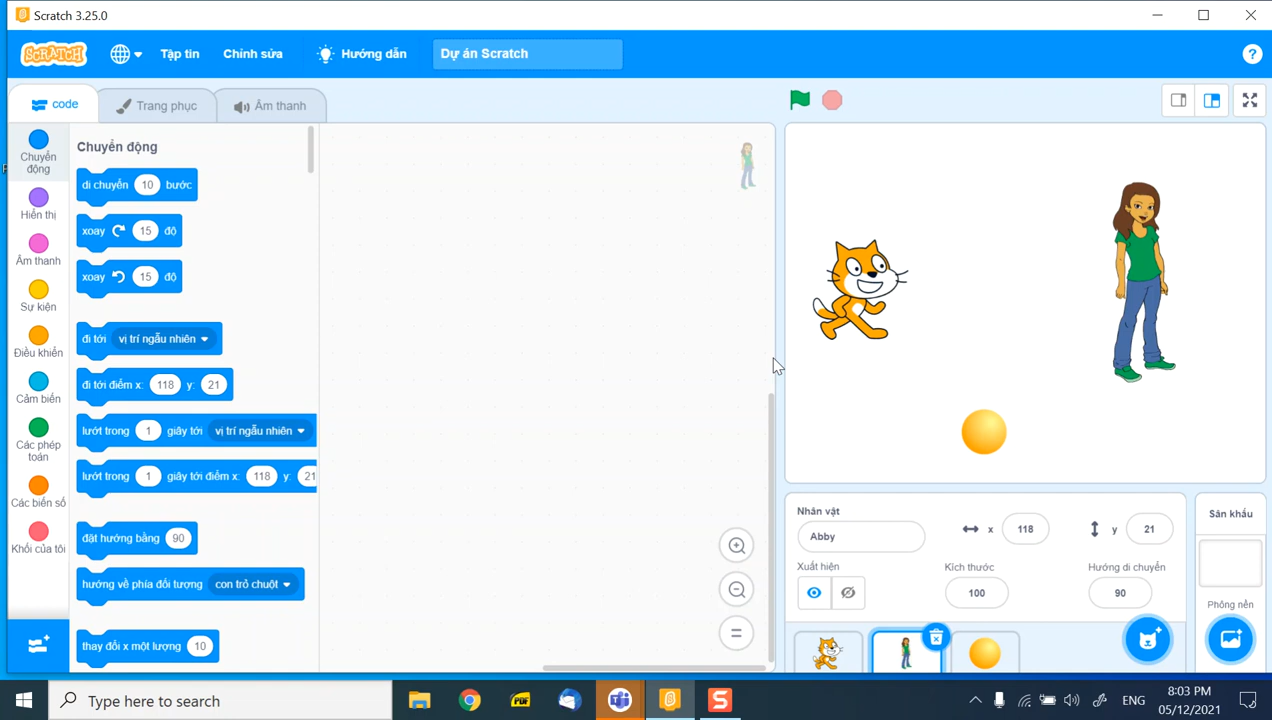 Scratch 3.25.0
SCRATCH
Tập tin
Chỉnh sửa
Hướng dẫn
Dự án Scratch
?
code
Trang phục
Âm thanh
Chuyển động
Hiển thị
Âm thanh
Sự kiện
Điều khiển
Cảm biến
Các phép toán
Các biến số
Khối của tôi
Chuyển động
di chuyển 10 bước
xoay 15 độ
xoay 15 độ
đi tới vị trí ngẫu nhiên
đi tới điểm x: 118 y: 21
lướt trong 1 giây tới vị trí ngẫu nhiên
lướt trong 1 giây tới điểm x: 118 y: 21
đặt hướng bằng 90
hướng về phía đối tượng con trỏ chuột
thay đổi x một lượng 10
Nhân vật
Abby
x 118
y 21
Xuất hiện
Kích thước
100
Hướng di chuyển
90
Sân khấu
Phông nền
Type here to search
PDF
S
ENG
8:03 PM
05/12/2021